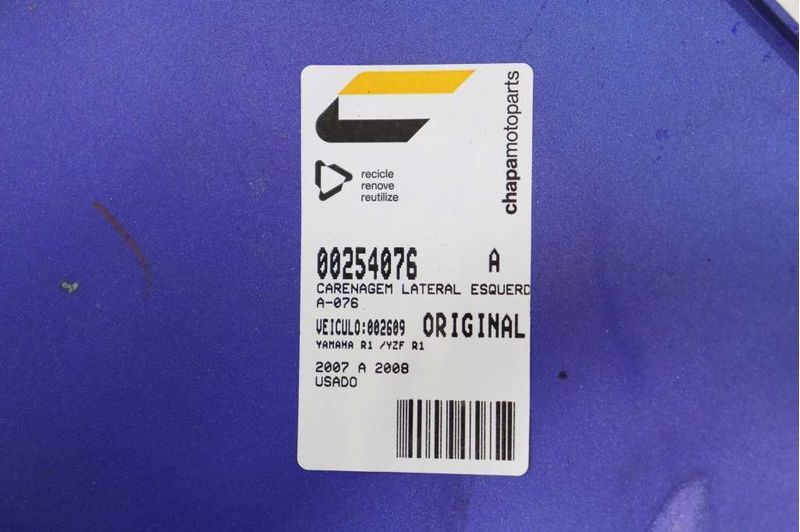 chapamotoparts
recicle
renove
reutilize
00254076 A
CARENAGEM LATERAL ESQUERD
A-076
VEICULO:002609 ORIGINAL
YAMAHA R1 /YZF R1
2007 A 2008
USADO